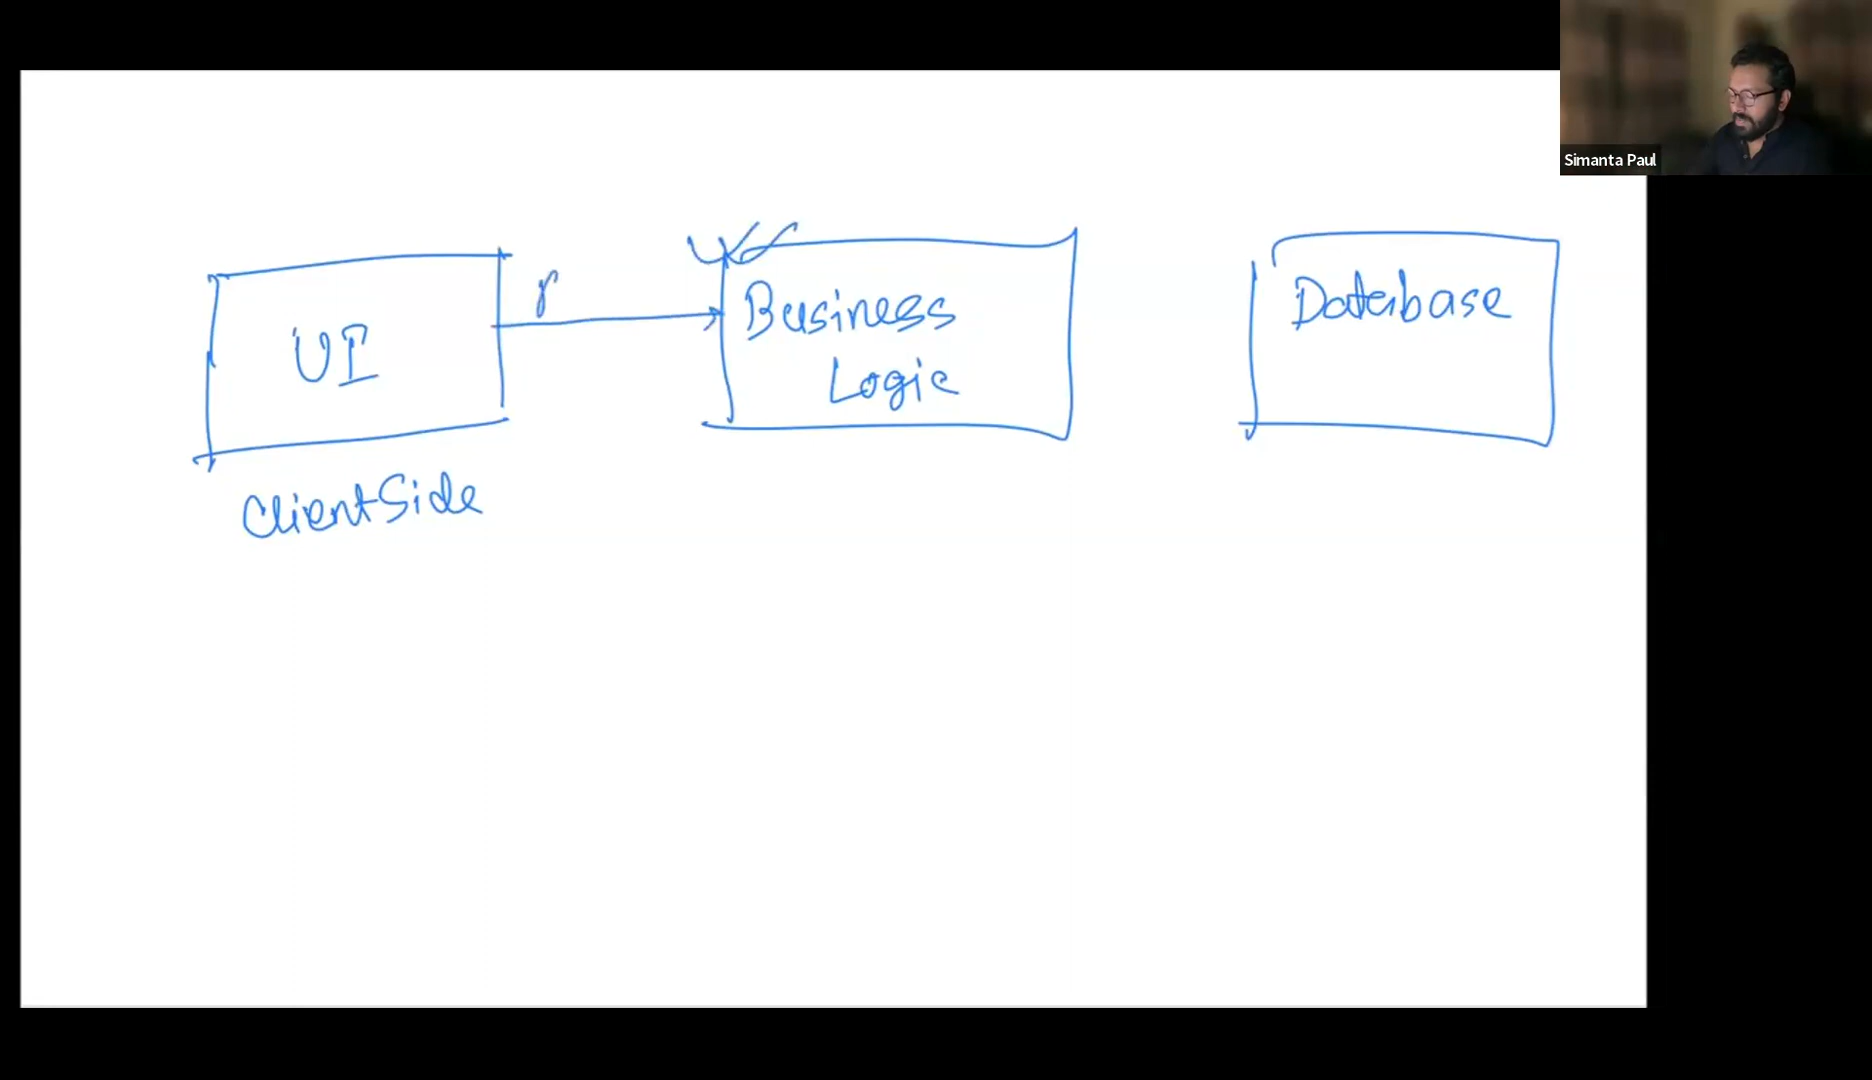 Simanta Paul
UI
r
Business
Logic
Database
ClientSide